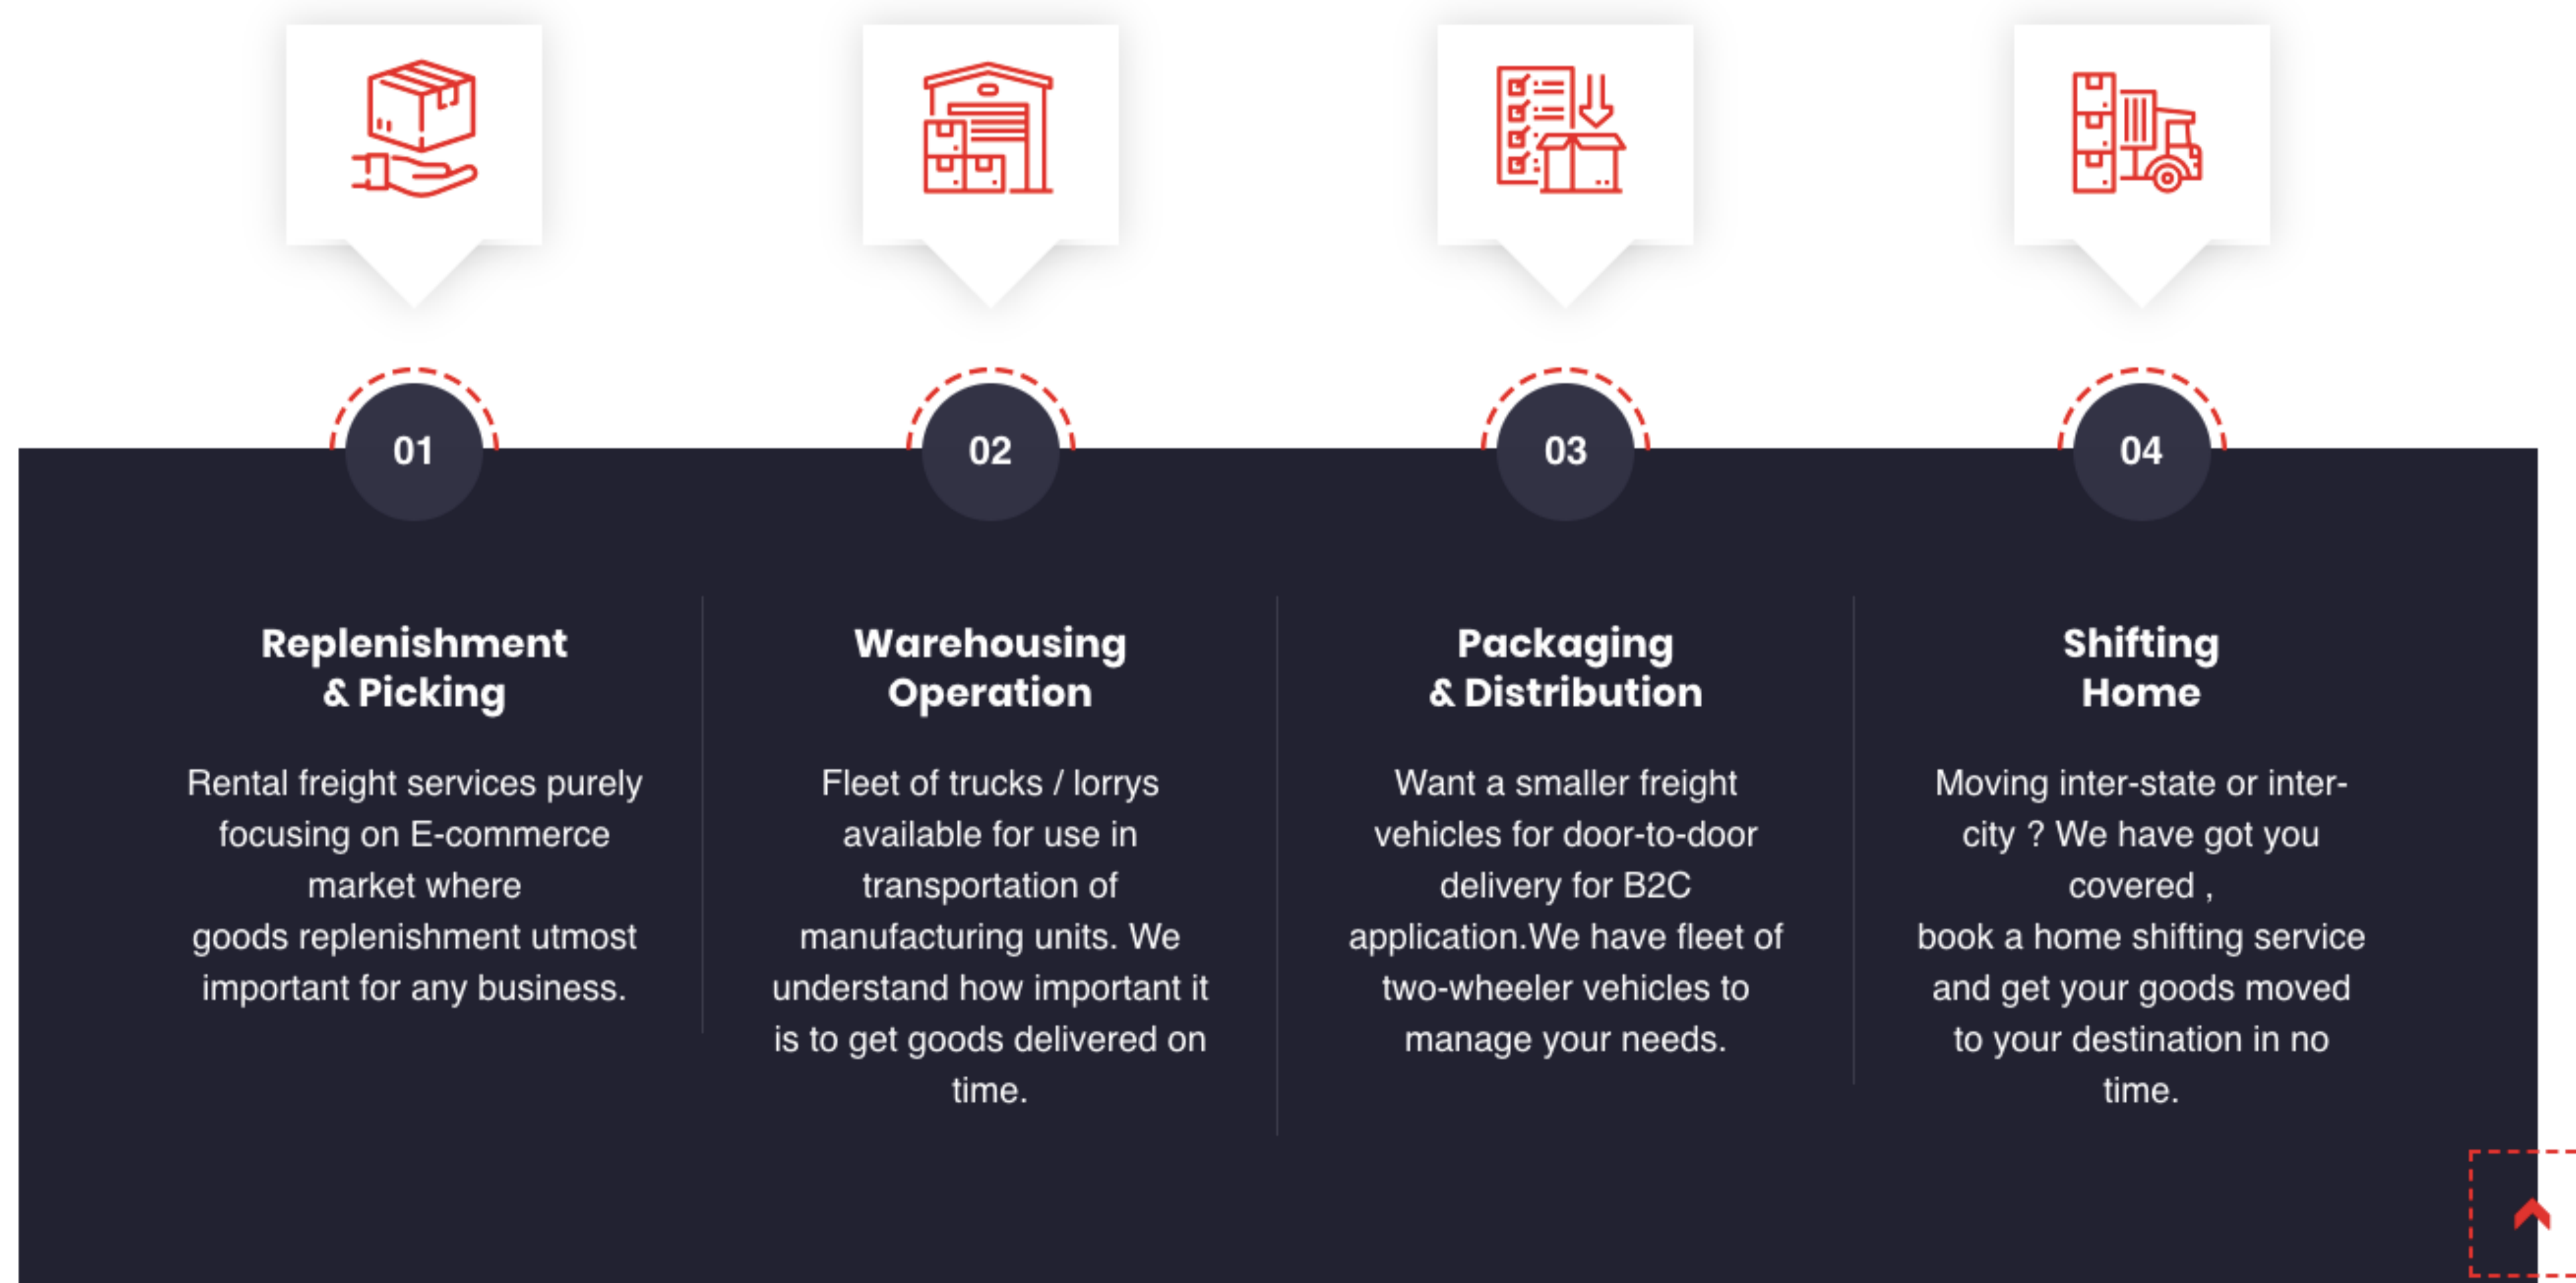 01
02
03
04
Replenishment
& Picking
Rental freight services purely
focusing on E-commerce
market where
goods replenishment utmost
important for any business.
Warehousing
Operation
Fleet of trucks / lorrys
available for use in
transportation of
manufacturing units. We
understand how important it
is to get goods delivered on
time.
Packaging
& Distribution
Want a smaller freight
vehicles for door-to-door
delivery for B2C
application.We have fleet of
two-wheeler vehicles to
manage your needs.
Shifting
Home
Moving inter-state or inter-
city ? We have got you
covered ,
book a home shifting service
and get your goods moved
to your destination in no
time.